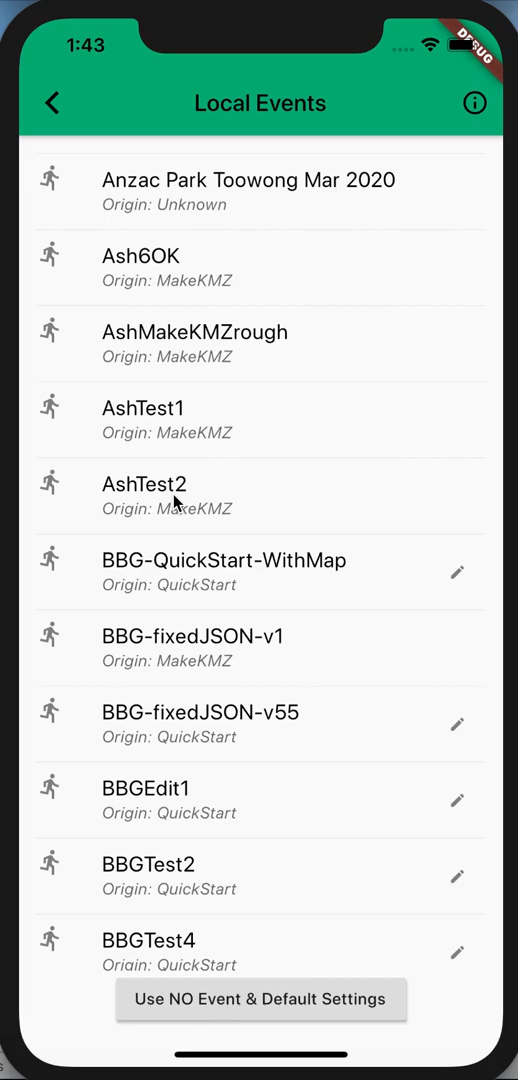 1:43
DEBUG
Local Events
Anzac Park Toowong Mar 2020
Origin: Unknown
Ash6OK
Origin: MakeKMZ
AshMakeKMZrough
Origin: MakeKMZ
AshTest1
Origin: MakeKMZ
AshTest2
Origin: MakeKMZ
BBG-QuickStart-WithMap
Origin: QuickStart
BBG-fixedJSON-v1
Origin: MakeKMZ
BBG-fixedJSON-v55
Origin: QuickStart
BBGEdit1
Origin: QuickStart
BBGTest2
Origin: QuickStart
BBGTest4
Origin: QuickStart
Use NO Event & Default Settings